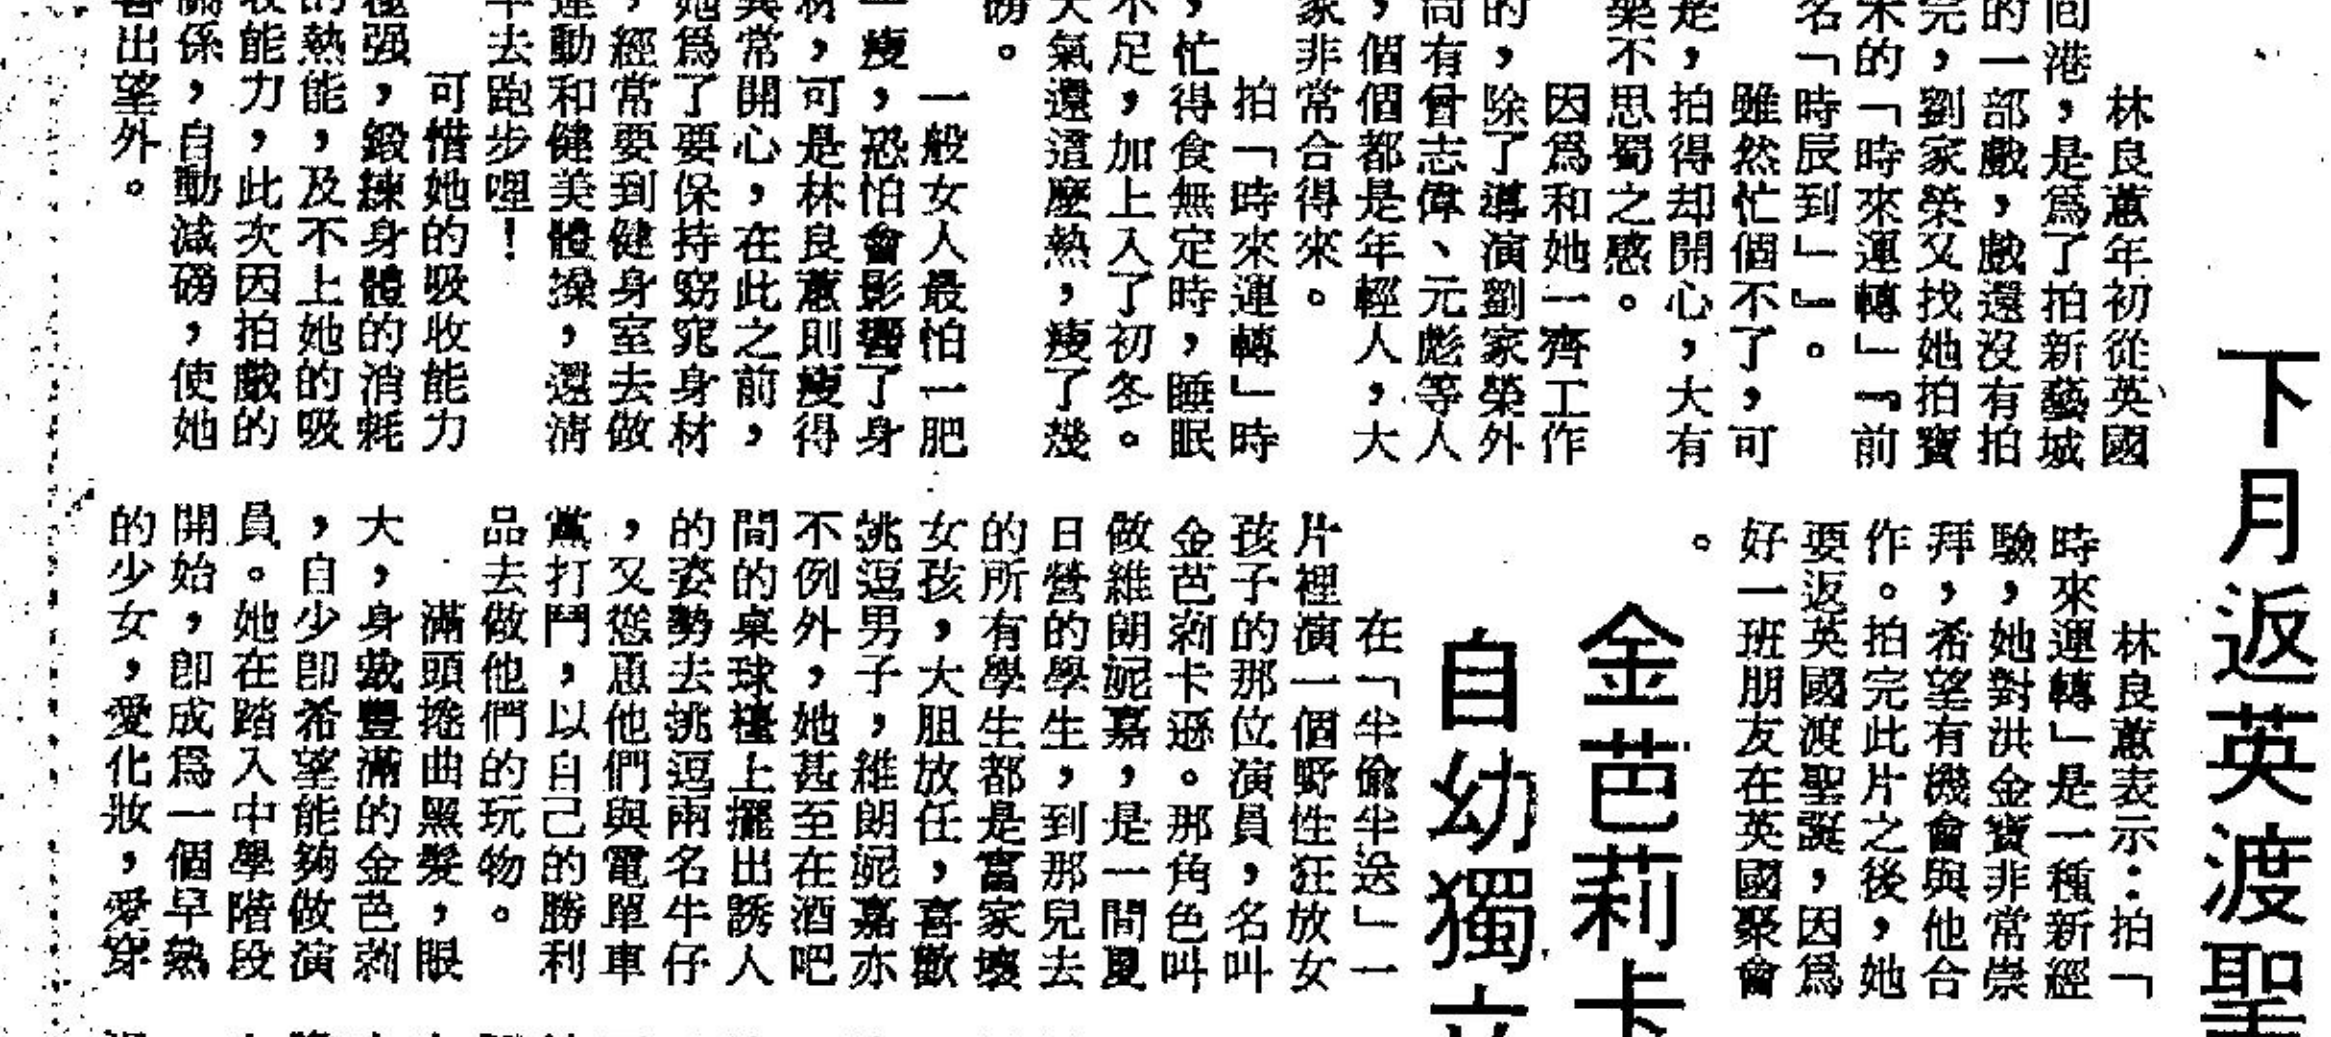 下月返英渡聖
林良蕙年初從英國
間港，是爲了拍新藝城
的一部戲，戲還沒有拍
完，劉家榮又找她拍寶
禾的「時來運轉」『前
名「時辰到」』。
雖然忙個不了，可
是，拍得却開心，大有
樂不思蜀之感。
因爲和她一齊工作
的，除了導演劉家榮外
尚有曾志偉、元彪等人
，個個都是年輕人，大
家非常合得來。
拍「時來運轉」時
，忙得食無定時，睡眠
不足，加上入了初冬。
天氣還這麼熱，瘦了幾
磅。
一般女人最怕一肥
一瘦，恐怕會影響了身
材，可是林良蕙則瘦得
異常開心，在此之前，
她爲了要保持窈窕身材
，經常要到健身室去做
運動和健美體操，還淸
早去跑步哩！
可惜她的吸收能力
極强，鍛鍊身體的消耗
的熱能，及不上她的吸
收能力，此次因拍戲的
關係，自動減磅，使她
喜出望外。
林良蕙表示：拍「
時來運轉」是一種新經
驗，她對洪金寶非常崇
拜，希望有機會與他合
作。拍完此片之後，她
要返英國渡聖誕，因爲
好一班朋友在英國聚會
。
金芭莉卡
自幼獨立
在「半偷半送」一
片裡演一個野性狂放女
孩子的那位演員，名叫
金芭莉卡遜。那角色叫
做維朗妮嘉，是一間夏
日營的學生，到那兒去
的所有學生都是富家壞
女孩，大胆放任，喜歡
挑逗男子，維朗妮嘉亦
不例外，她甚至在酒吧
間的桌球檯上擺出誘人
的姿勢去挑逗兩名牛仔
，又慫恿他們與電單車
黨打鬥，以自己的勝利
品去做他們的玩物。
滿頭捲曲黑髮，眼
大，身裁豐滿的金芭莉
，自少卽希望能夠做演
員。她在踏入中學階段
開始，卽成爲一個早熟
的少女，愛化妝，愛穿